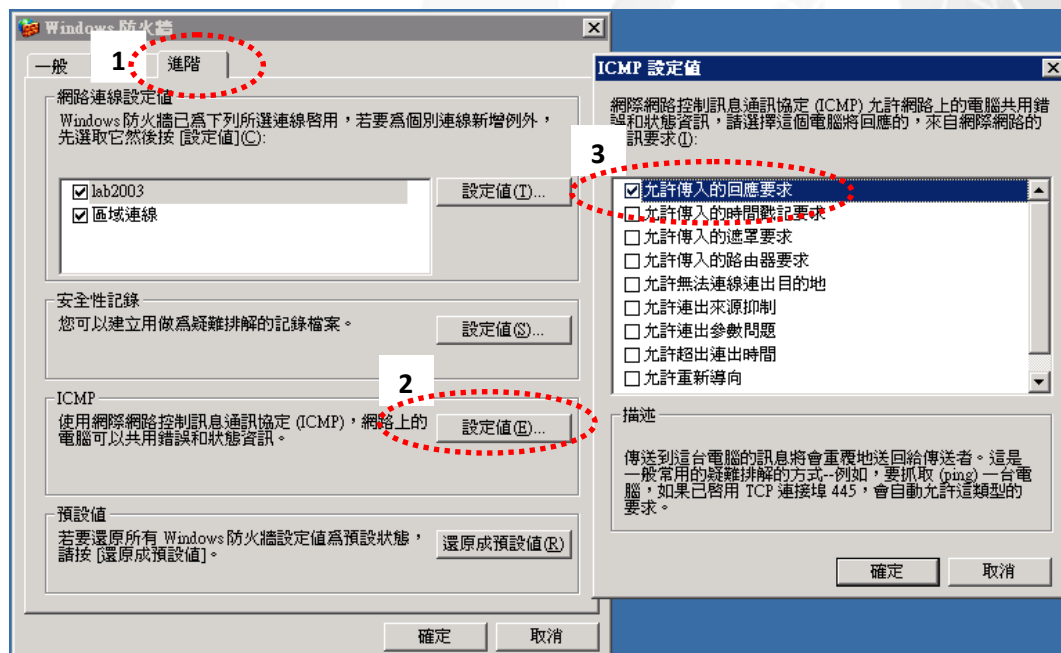 Windows 防火牆
1
一般
進階
網路連線設定值
Windows 防火牆已為下列所選連線啟用，若要為個別連線新增例外，
先選取它然後按 [設定值](C):
lab2003
區域連線
設定值(T)...
安全性記錄
您可以建立用做為疑難排解的記錄檔案。
設定值(S)...
2
ICMP
使用網際網路控制訊息通訊協定 (ICMP)，網路上的
電腦可以共用錯誤和狀態資訊。
設定值(E)...
預設值
若要還原所有 Windows 防火牆設定值為預設狀態，
請按 [還原成預設值]。
還原成預設值(R)
確定
取消
ICMP 設定值
網際網路控制訊息通訊協定 (ICMP) 允許網路上的電腦共用錯
誤和狀態資訊，請選擇這個電腦將回應的，來自網際網路的
訊要求(I):
3
允許傳入的回應要求
允許傳入的時間戳記要求
允許傳入的遮罩要求
允許傳入的路由器要求
允許無法連線連出目的地
允許連出來源抑制
允許連出參數問題
允許超出連出時間
允許重新導向
描述
傳送到這台電腦的訊息將會重覆地送回給傳送者。這是
一般常用的疑難排解的方式--例如，要抓取 (ping) 一台電
腦，如果已啟用 TCP 連接埠 445，會自動允許這類型的
要求。
確定
取消